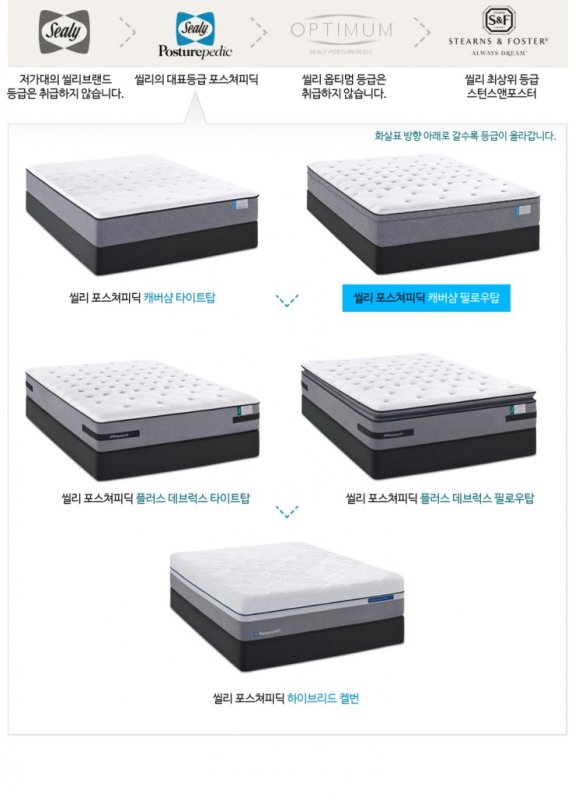 Sealy
Sealy
Posturepedic
OPTIMUM
SEALY POSTUREPEDIC
S&F
STEARNS & FOSTER®
ALWAYS DREAM™
저가대의 씰리브랜드
등급은 취급하지 않습니다.
씰리의 대표등급 포스쳐피딕
씰리 옵티멈 등급은
취급하지 않습니다.
씰리 최상위 등급
스턴스앤포스터
화살표 방향 아래로 갈수록 등급이 올라갑니다.
씰리 포스쳐피딕 캐버샴 타이트탑
씰리 포스쳐피딕 캐버샴 필로우탑
씰리 포스쳐피딕 플러스 데브럭스 타이트탑
씰리 포스쳐피딕 플러스 데브럭스 필로우탑
씰리 포스쳐피딕 하이브리드 켈번